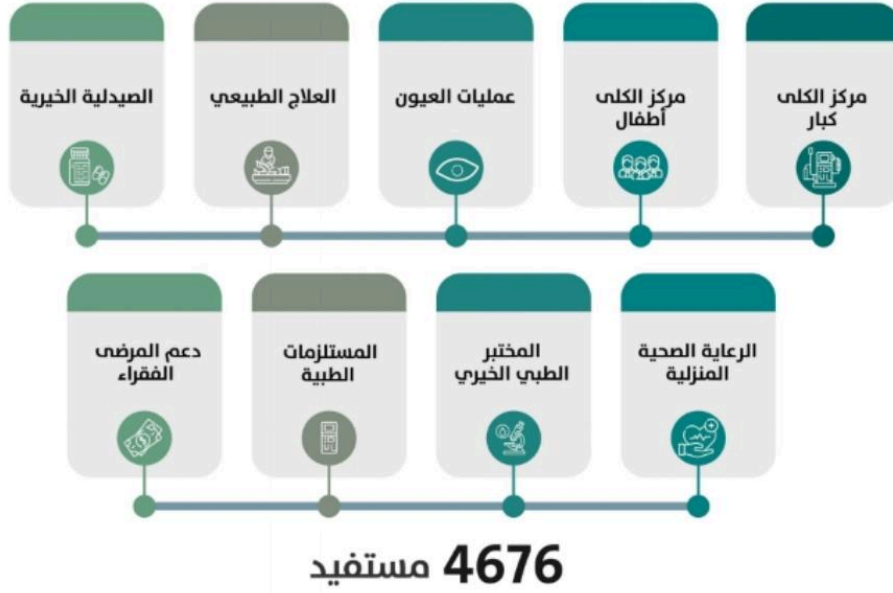 مركز الكلى
كبار
مركز الكلى
أطفال
عمليات العيون
العلاج الطبيعي
الصيدلية الخيرية
الرعاية الصحية
المنزلية
المختبر
الطبي الخيري
المستلزمات
الطبية
دعم المرضى
الفقراء
4676 مستفيد